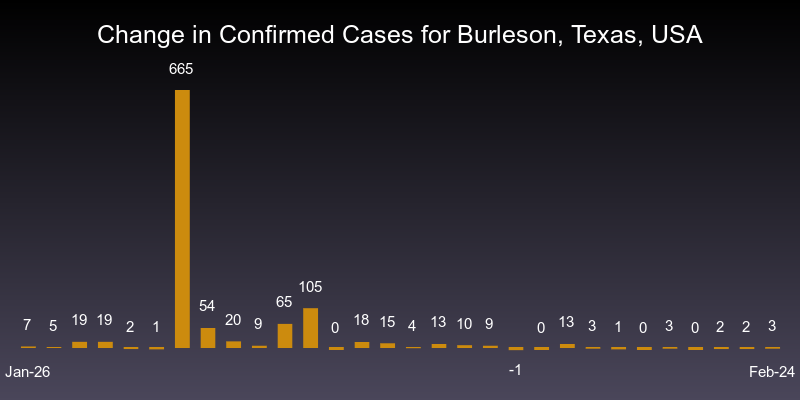 Change in Confirmed Cases for Burleson, Texas, USA
665
7 5 19 19 2 1 54 20 9 65 105 0 18 15 4 13 10 9 0 13 3 1 0 3 0 2 2 3
-1
Jan-26 Feb-24